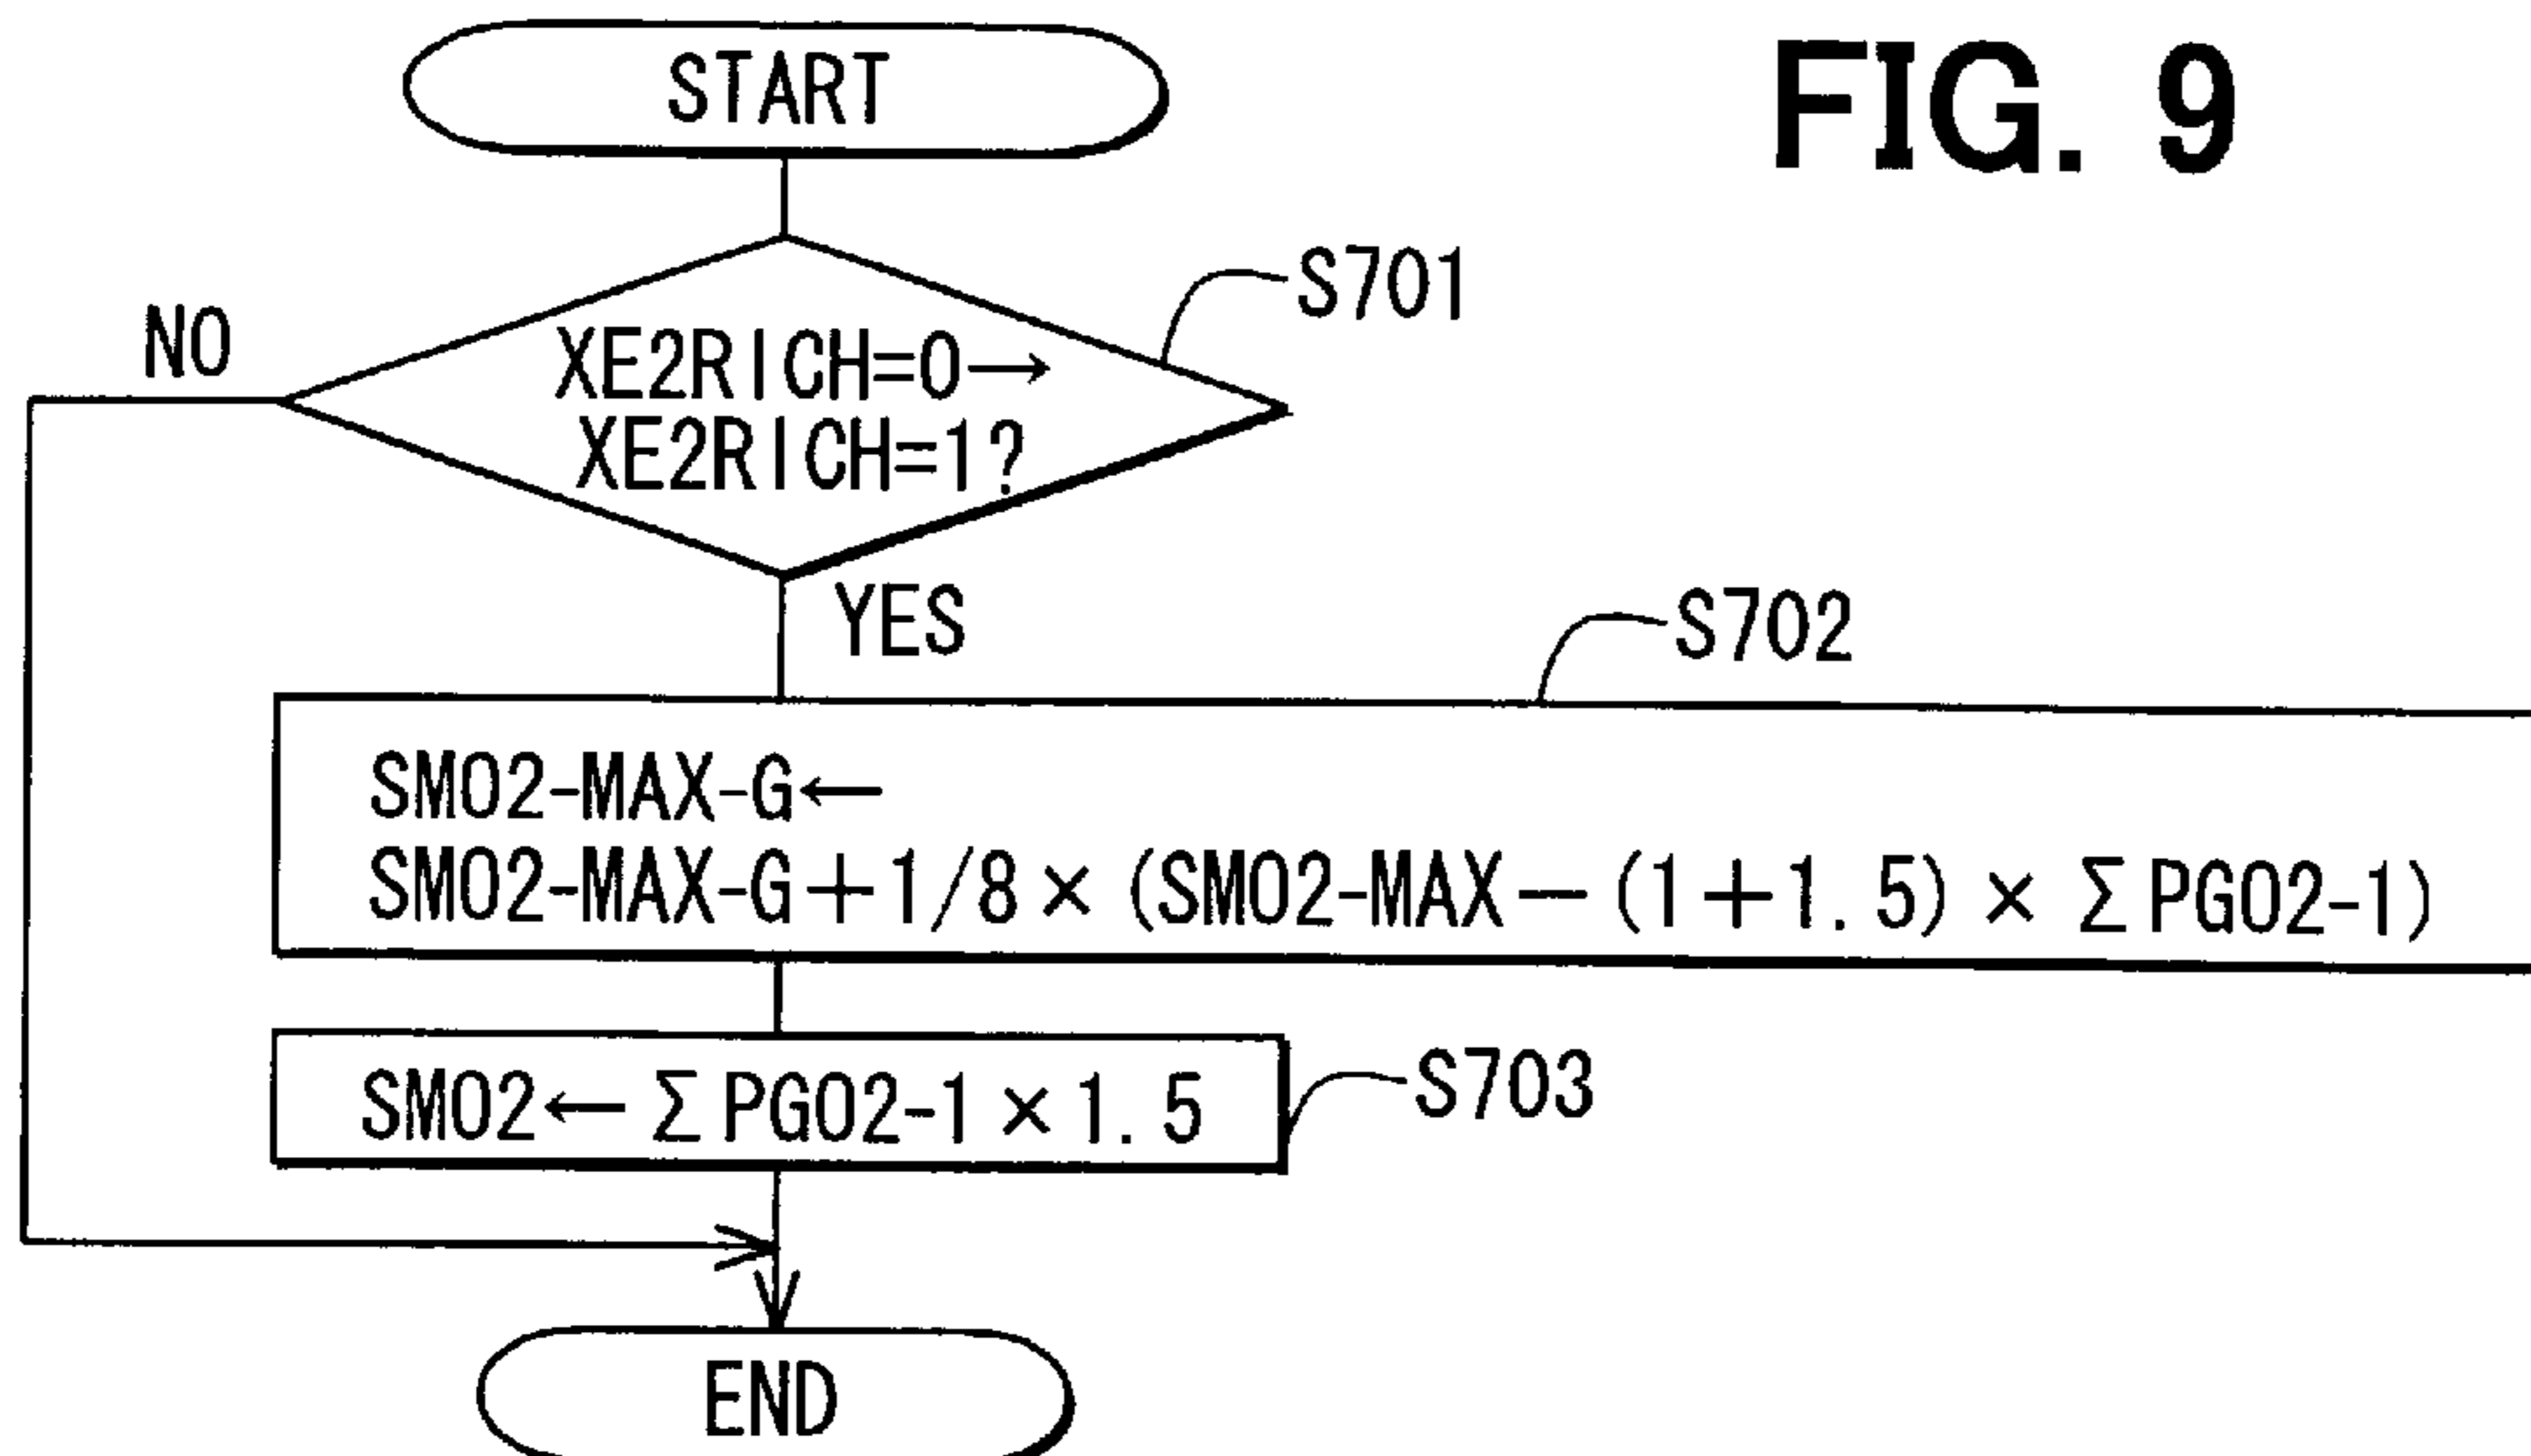 FIG. 9
START
S701
NO
XE2RICH=0→
XE2RICH=1?
YES
S702
SMO2-MAX-G←
SMO2-MAX-G+1/8×(SMO2-MAX-(1+1.5)×ΣPGO2-1)
SMO2←ΣPGO2-1×1.5
S703
END